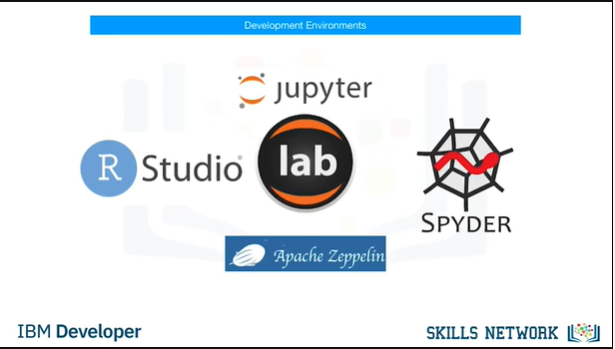 Development Environments
jupyter
R Studio®
lab
SPYDER
Apache Zeppelin
IBM Developer
SKILLS NETWORK